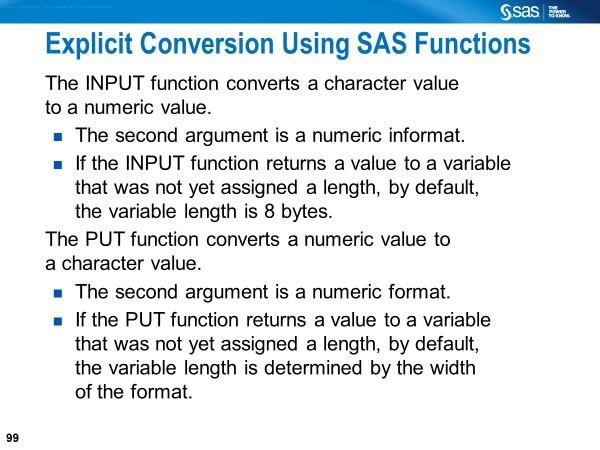 sas
THE
POWER
TO KNOW.
Explicit Conversion Using SAS Functions
The INPUT function converts a character value
to a numeric value.
The second argument is a numeric informat.
If the INPUT function returns a value to a variable
that was not yet assigned a length, by default,
the variable length is 8 bytes.
The PUT function converts a numeric value to
a character value.
The second argument is a numeric format.
If the PUT function returns a value to a variable
that was not yet assigned a length, by default,
the variable length is determined by the width
of the format.
99